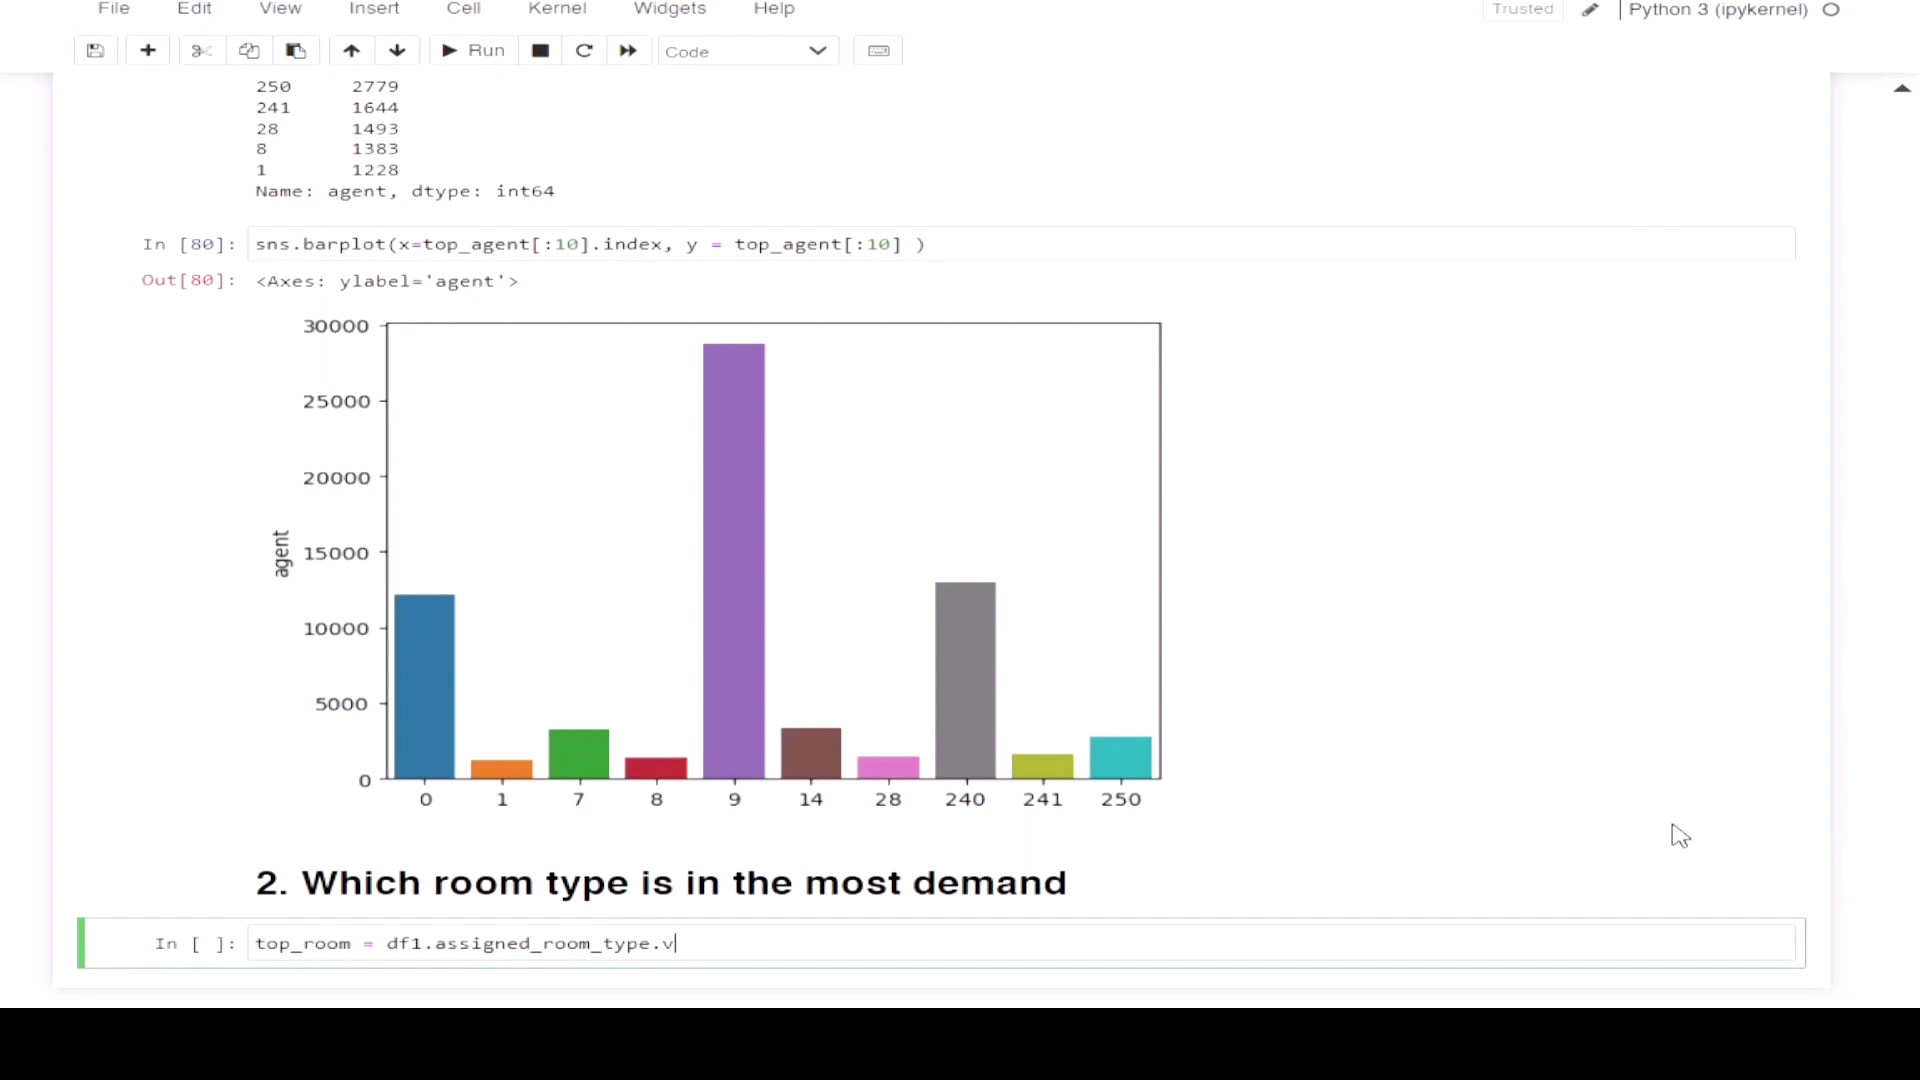 File Edit View Insert Cell Kernel Widgets Help
Trusted Python 3 (ipykernel)
Run Code
250 2779
241 1644
28 1493
8 1383
1 1228
Name: agent, dtype: int64
In [80]: sns.barplot(x=top_agent[:10].index, y = top_agent[:10] )
Out[80]: <Axes: ylabel='agent'>
30000
25000
20000
15000
10000
5000
0
agent
0 1 7 8 9 14 28 240 241 250
2. Which room type is in the most demand
In [ ]: top_room = df1.assigned_room_type.v